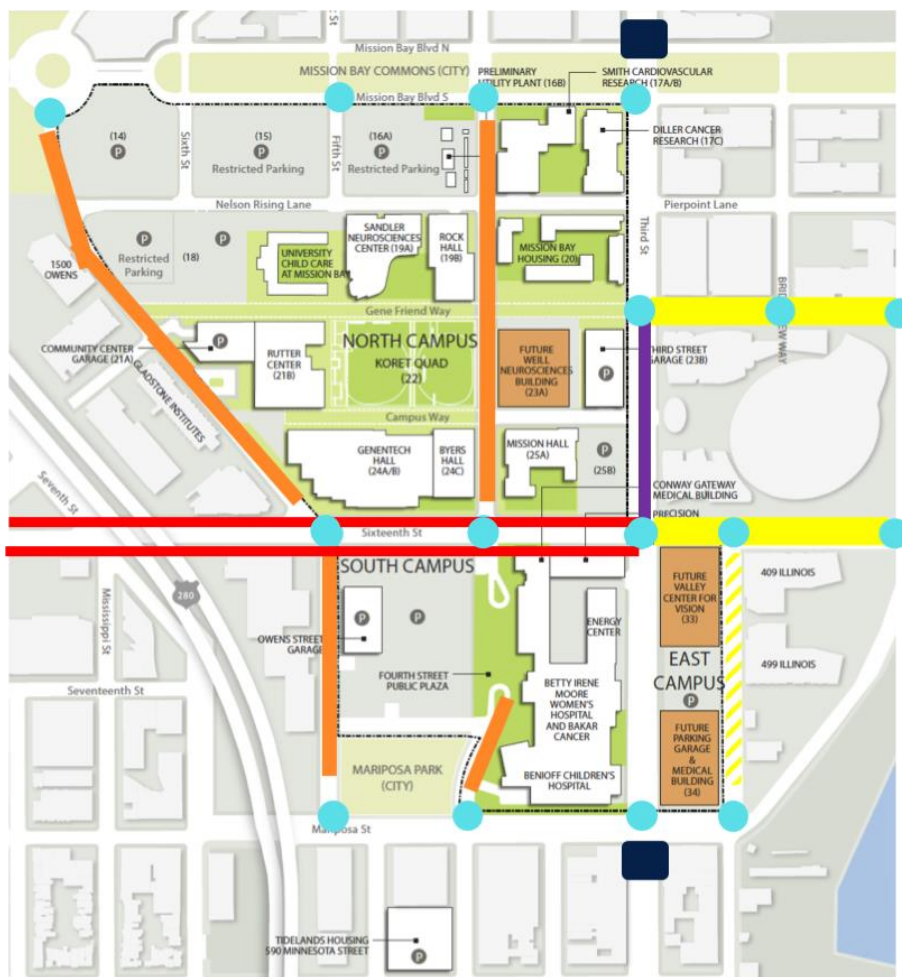 St
Mission Bay Blvd N
MISSION BAY COMMONS (CITY)
Mission Bay Blvd S
PRELIMINARY
UTILITY PLANT (16B)
SMITH CARDIOVASCULAR
RESEARCH (17A/B)
DILLER CANCER
RESEARCH (17C)
(14)
P
Sixth St
(15)
P
Restricted Parking
Fifth St
(16A)
P
Restricted Parking
Nelson Rising Lane
Pierpoint Lane
Third St
P
Restricted
Parking
P
(18)
1500
OWENS
UNIVERSITY
CHILD CARE
AT MISSION BAY
SANDLER
NEUROSCIENCES
CENTER (19A)
ROCK
HALL
(19B)
MISSION BAY
HOUSING (20)
Gene Friend Way
COMMUNITY CENTER
GARAGE (21A)
P
RUTTER
CENTER
(21B)
NORTH CAMPUS
KORET QUAD
(22)
FUTURE
WEILL
NEUROSCIENCES
BUILDING
(23A)
P
THIRD STREET
GARAGE (23B)
BRID
EW WAY
GLADSTONE INSTITUTES
Campus Way
GENENTECH
HALL
(24A/B)
BYERS
HALL
(24C)
MISSION HALL
(25A)
P
(25B)
CONWAY GATEWAY
MEDICAL BUILDING
PRECISION
Seventh St
Sixteenth St
280
Mississippi St
SOUTH CAMPUS
P
OWENS STREET
GARAGE
FOURTH STREET
PUBLIC PLAZA
ENERGY
CENTER
BETTY IRENE
MOORE
WOMEN'S
HOSPITAL
AND BAKAR
CANCER
BENIOFF CHILDREN'S
HOSPITAL
FUTURE
VALLEY
CENTER FOR
VISION
(33)
409 ILLINOIS
EAST
CAMPUS
P
499 ILLINOIS
FUTURE
PARKING
GARAGE
&
MEDICAL
BUILDING
(34)
Seventeenth St
MARIPOSA PARK
(CITY)
Mariposa St
TIDELANDS HOUSING
590 MINNESOTA STREET
P